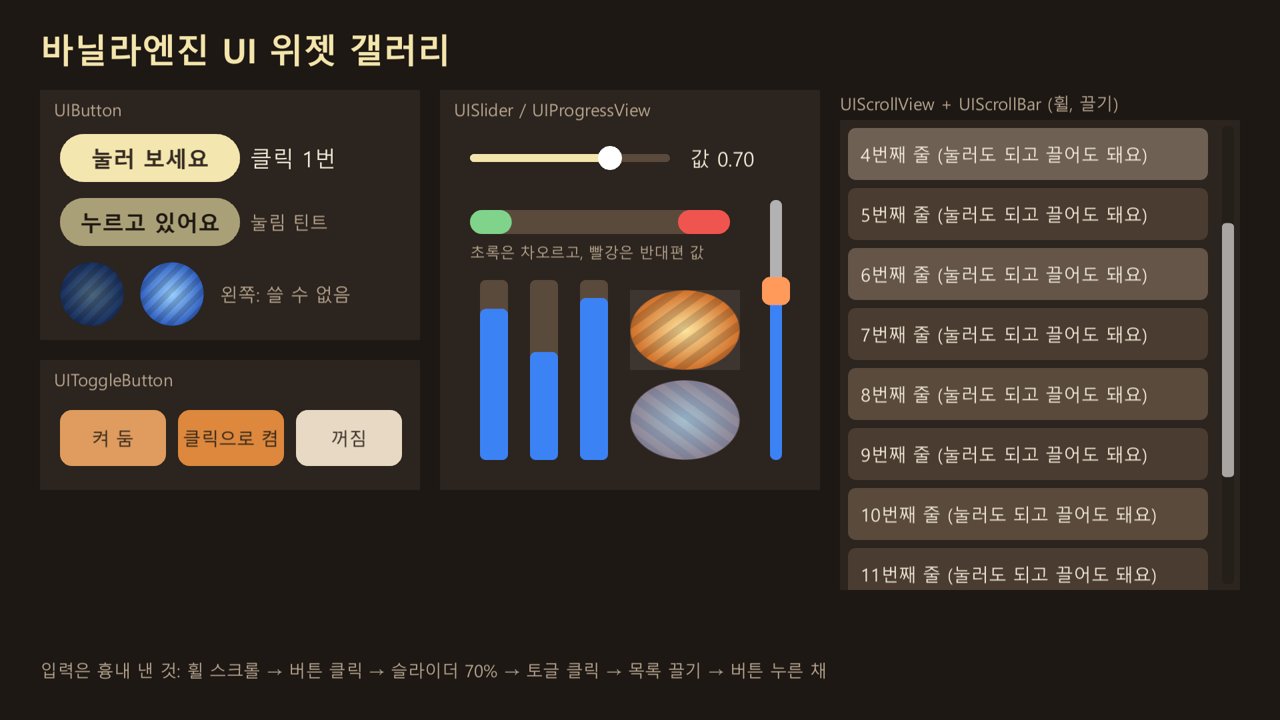 바닐라엔진 UI 위젯 갤러리
UIButton
눌러 보세요
클릭 1번
누르고 있어요
눌림 틴트
왼쪽: 쓸 수 없음
UIToggleButton
켜 둠
클릭으로 켬
꺼짐
UISlider / UIProgressView
값 0.70
초록은 차오르고, 빨강은 반대편 값
UIScrollView + UIScrollBar (휠, 끌기)
4번째 줄 (눌러도 되고 끌어도 돼요)
5번째 줄 (눌러도 되고 끌어도 돼요)
6번째 줄 (눌러도 되고 끌어도 돼요)
7번째 줄 (눌러도 되고 끌어도 돼요)
8번째 줄 (눌러도 되고 끌어도 돼요)
9번째 줄 (눌러도 되고 끌어도 돼요)
10번째 줄 (눌러도 되고 끌어도 돼요)
11번째 줄 (눌러도 되고 끌어도 돼요)
입력은 흉내 낸 것: 휠 스크롤 → 버튼 클릭 → 슬라이더 70% → 토글 클릭 → 목록 끌기 → 버튼 누른 채